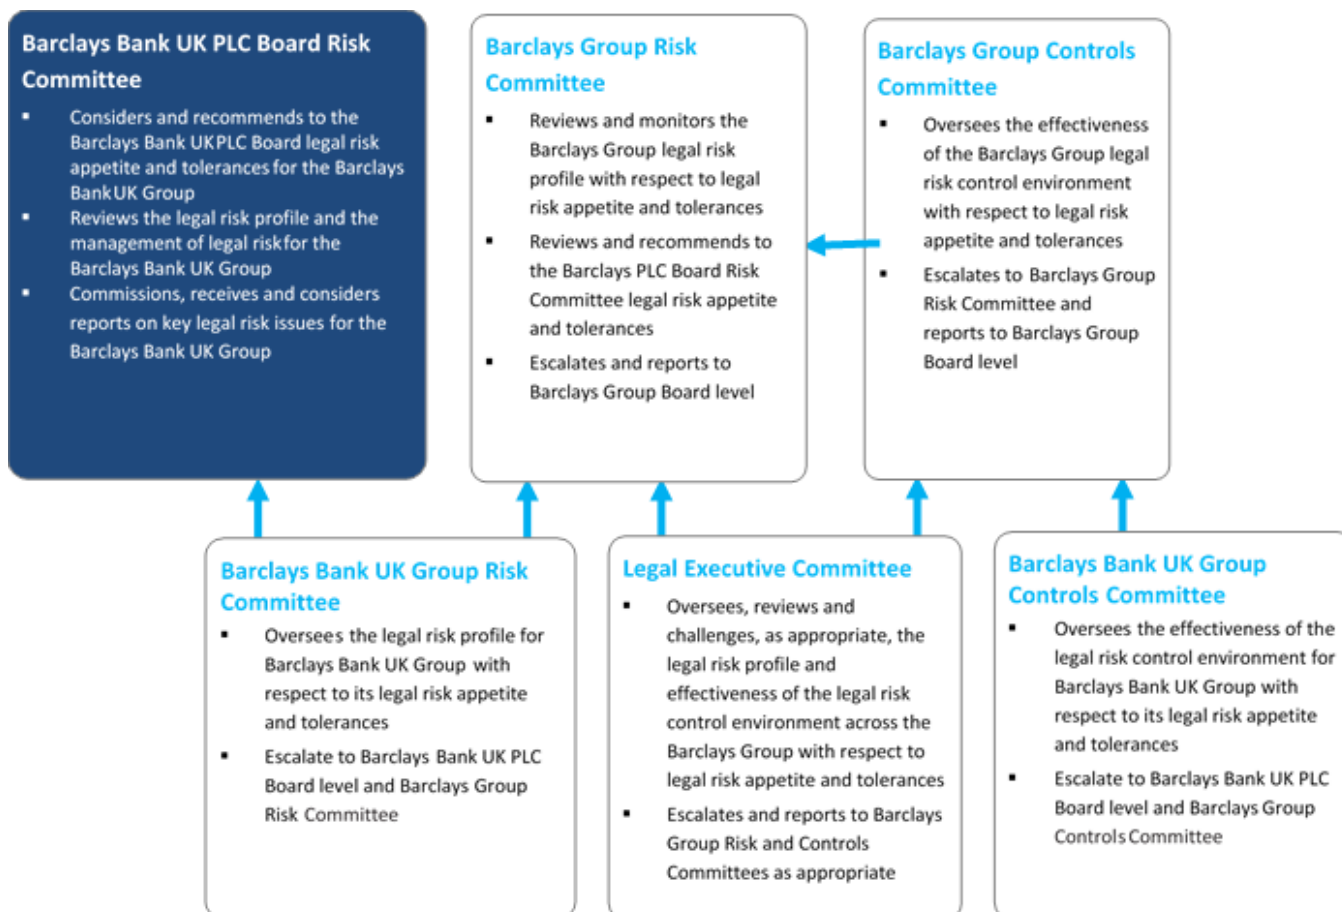 Barclays Bank UK PLC Board Risk
Committee
▪ Considers and recommends to the
Barclays Bank UKPLC Board legal risk
appetite and tolerances for the Barclays
BankUK Group
▪ Reviews the legal risk profile and the
management of legal riskfor the
Barclays Bank UK Group
▪ Commissions, receives and considers
reports on key legal risk issues for the
Barclays Bank UK Group
Barclays Group Risk
Committee
▪ Reviews and monitors the
Barclays Group legal risk
profile with respect to legal
risk appetite and tolerances
▪ Reviews and recommends to
the Barclays PLC Board Risk
Committee legal risk appetite
and tolerances
▪ Escalates and reports to
Barclays Group Board level
Barclays Group Controls
Committee
▪ Oversees the effectiveness
of the Barclays Group legal
risk control environment
with respect to legal risk
appetite and tolerances
▪ Escalates to Barclays Group
Risk Committee and
reports to Barclays Group
Board level
Barclays Bank UK Group Risk
Committee
▪ Oversees the legal risk profile for
Barclays Bank UK Group with
respect to its legal risk appetite
and tolerances
▪ Escalate to Barclays Bank UK PLC
Board level and Barclays Group
Risk Committee
Legal Executive Committee
▪ Oversees, reviews and
challenges, as appropriate, the
legal risk profile and
effectiveness of the legal risk
control environment across the
Barclays Group with respect to
legal risk appetite and tolerances
▪ Escalates and reports to Barclays
Group Risk and Controls
Committees as appropriate
Barclays Bank UK Group
Controls Committee
▪ Oversees the effectiveness of the
legal risk control environment for
Barclays Bank UK Group with
respect to its legal risk appetite
and tolerances
▪ Escalate to Barclays Bank UK PLC
Board level and Barclays Group
Controls Committee